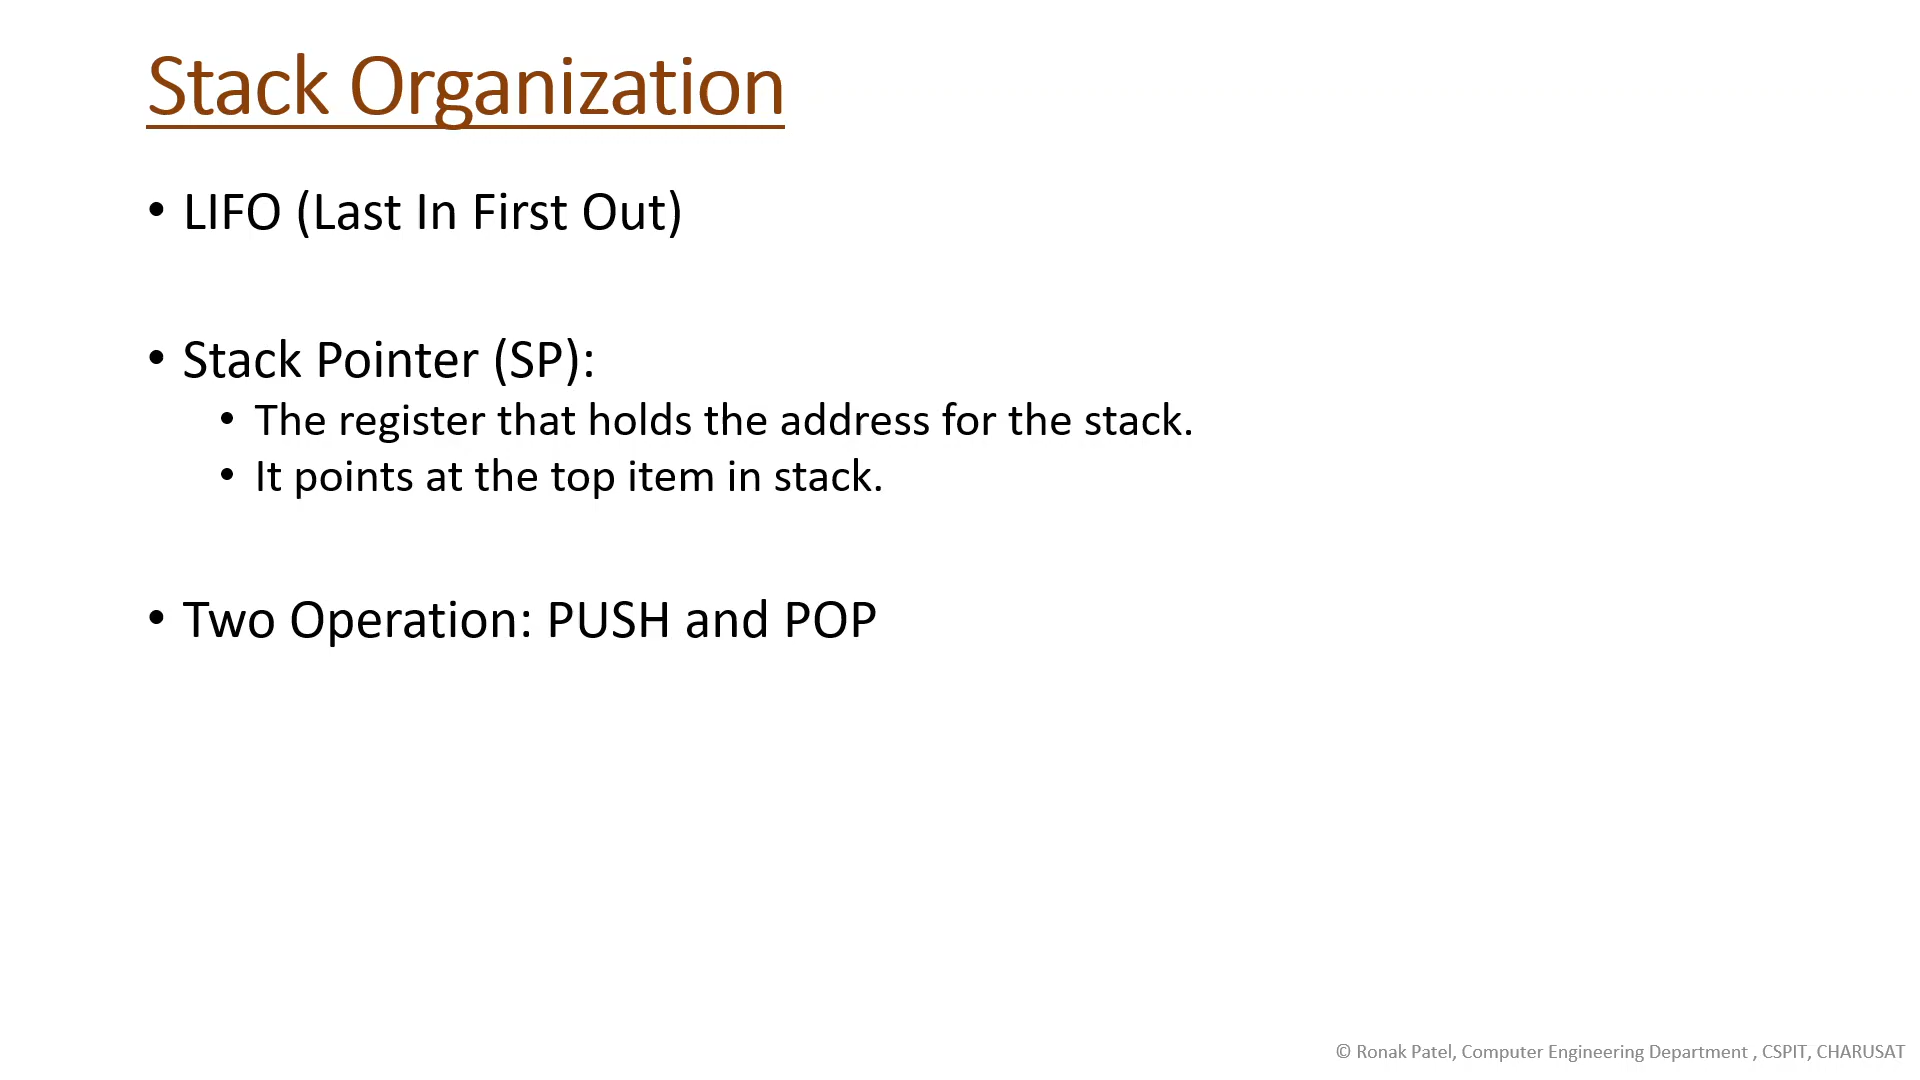 Stack Organization
• LIFO (Last In First Out)
• Stack Pointer (SP):
• The register that holds the address for the stack.
• It points at the top item in stack.
• Two Operation: PUSH and POP
© Ronak Patel, Computer Engineering Department , CSPIT, CHARUSAT